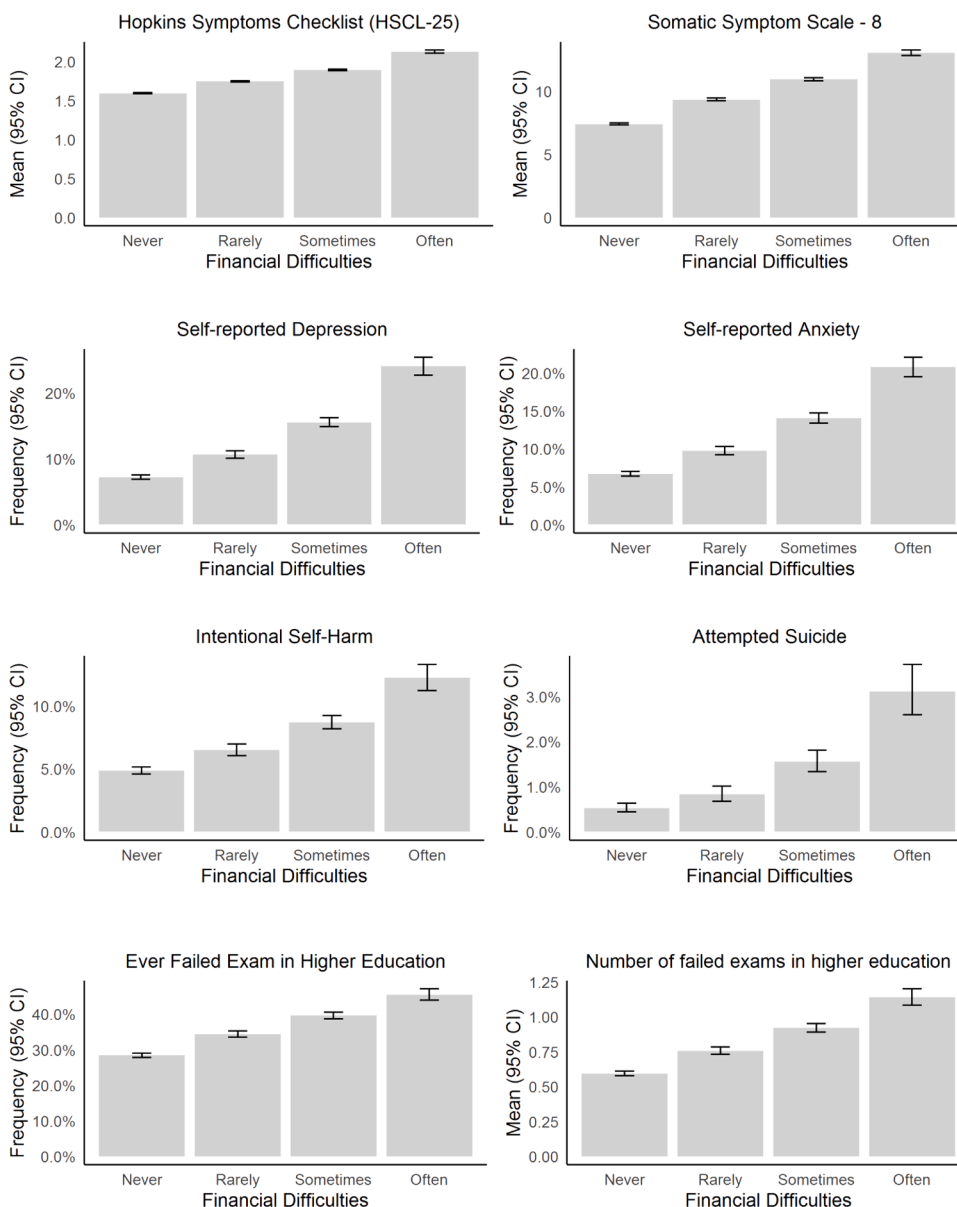 Hopkins Symptoms Checklist (HSCL-25)
Mean (95% CI)
2.0
1.5
1.0
0.5
0.0
Never Rarely Sometimes Often
Financial Difficulties
Somatic Symptom Scale - 8
Mean (95% CI)
10
5
0
Never Rarely Sometimes Often
Financial Difficulties
Self-reported Depression
Frequency (95% CI)
20%
10%
0%
Never Rarely Sometimes Often
Financial Difficulties
Self-reported Anxiety
Frequency (95% CI)
20.0%
15.0%
10.0%
5.0%
0.0%
Never Rarely Sometimes Often
Financial Difficulties
Intentional Self-Harm
Frequency (95% CI)
10.0%
5.0%
0.0%
Never Rarely Sometimes Often
Financial Difficulties
Attempted Suicide
Frequency (95% CI)
3.0%
2.0%
1.0%
0.0%
Never Rarely Sometimes Often
Financial Difficulties
Ever Failed Exam in Higher Education
Frequency (95% CI)
40.0%
30.0%
20.0%
10.0%
0.0%
Never Rarely Sometimes Often
Financial Difficulties
Number of failed exams in higher education
Mean (95% CI)
1.25
1.00
0.75
0.50
0.25
0.00
Never Rarely Sometimes Often
Financial Difficulties